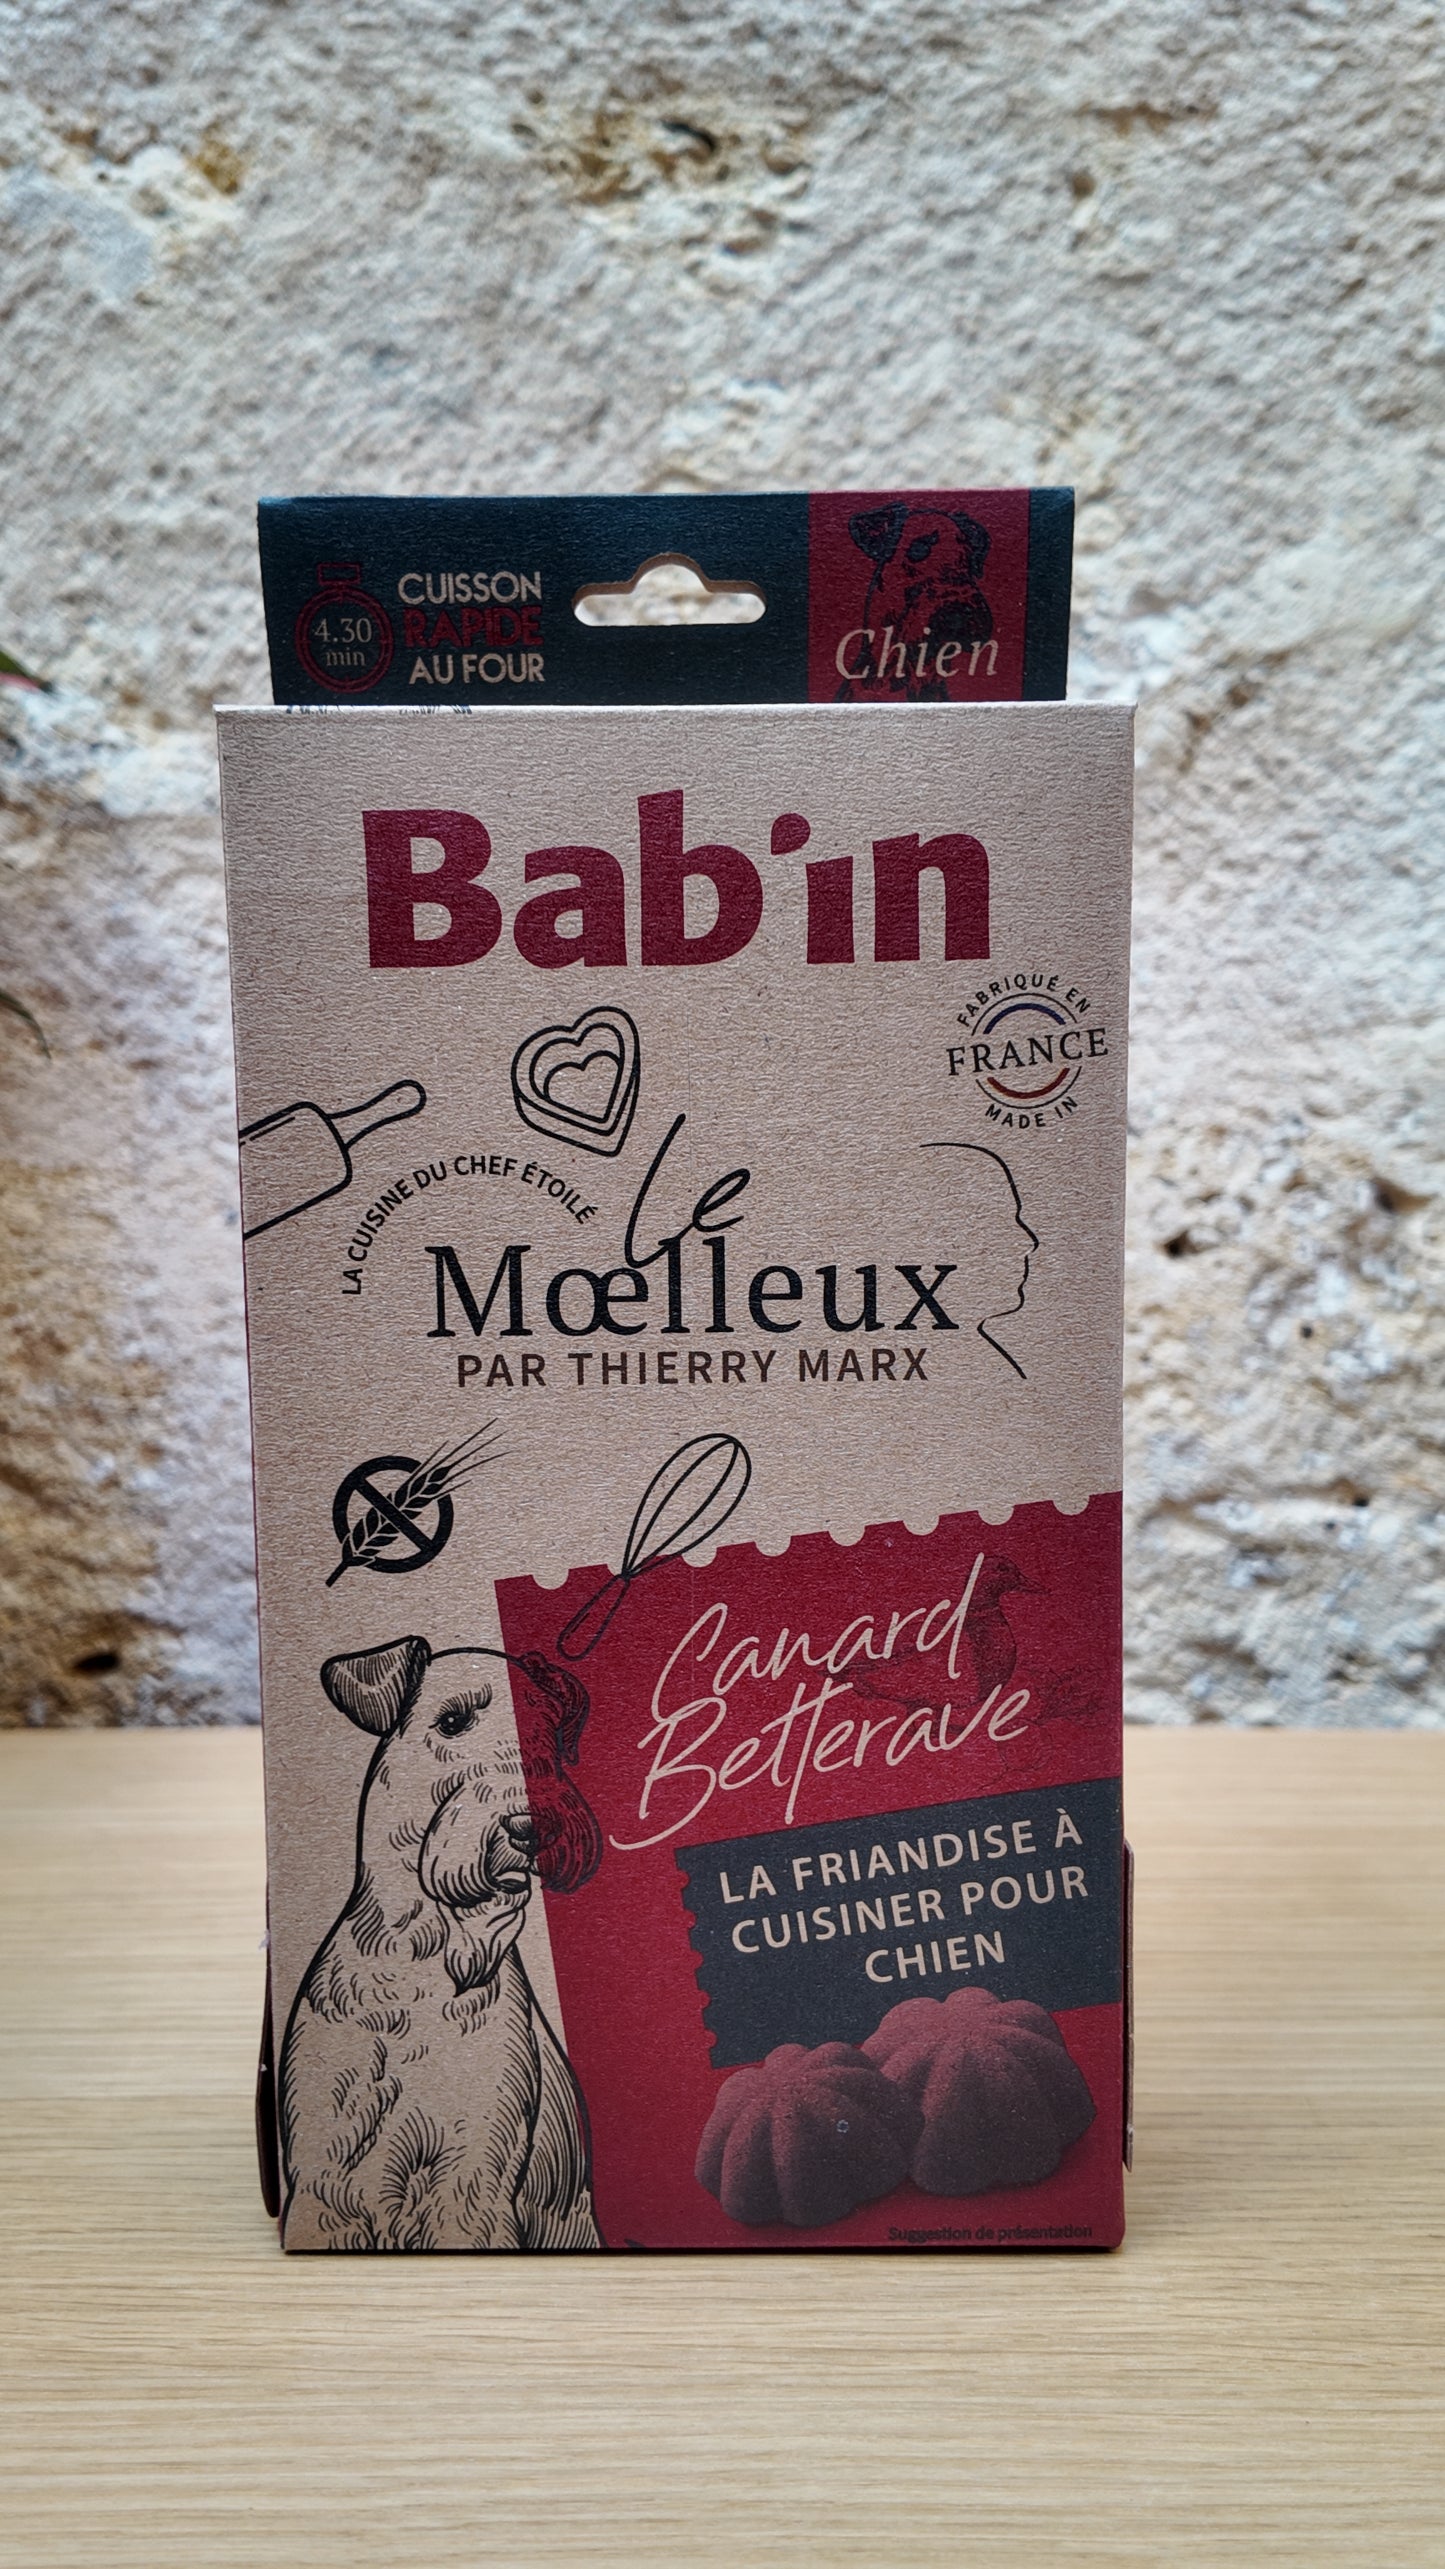 4.30
min
CUISSON
RAPIDE
AU FOUR
Chien
Bab'in
FABRIQUÉ EN
FRANCE
MADE IN
LA CUISINE DU CHEF ÉTOILÉ
Le
Mœlleux
PAR THIERRY MARX
Canard
Betterave
LA FRIANDISE À
CUISINER POUR
CHIEN
Suggestion de présentation